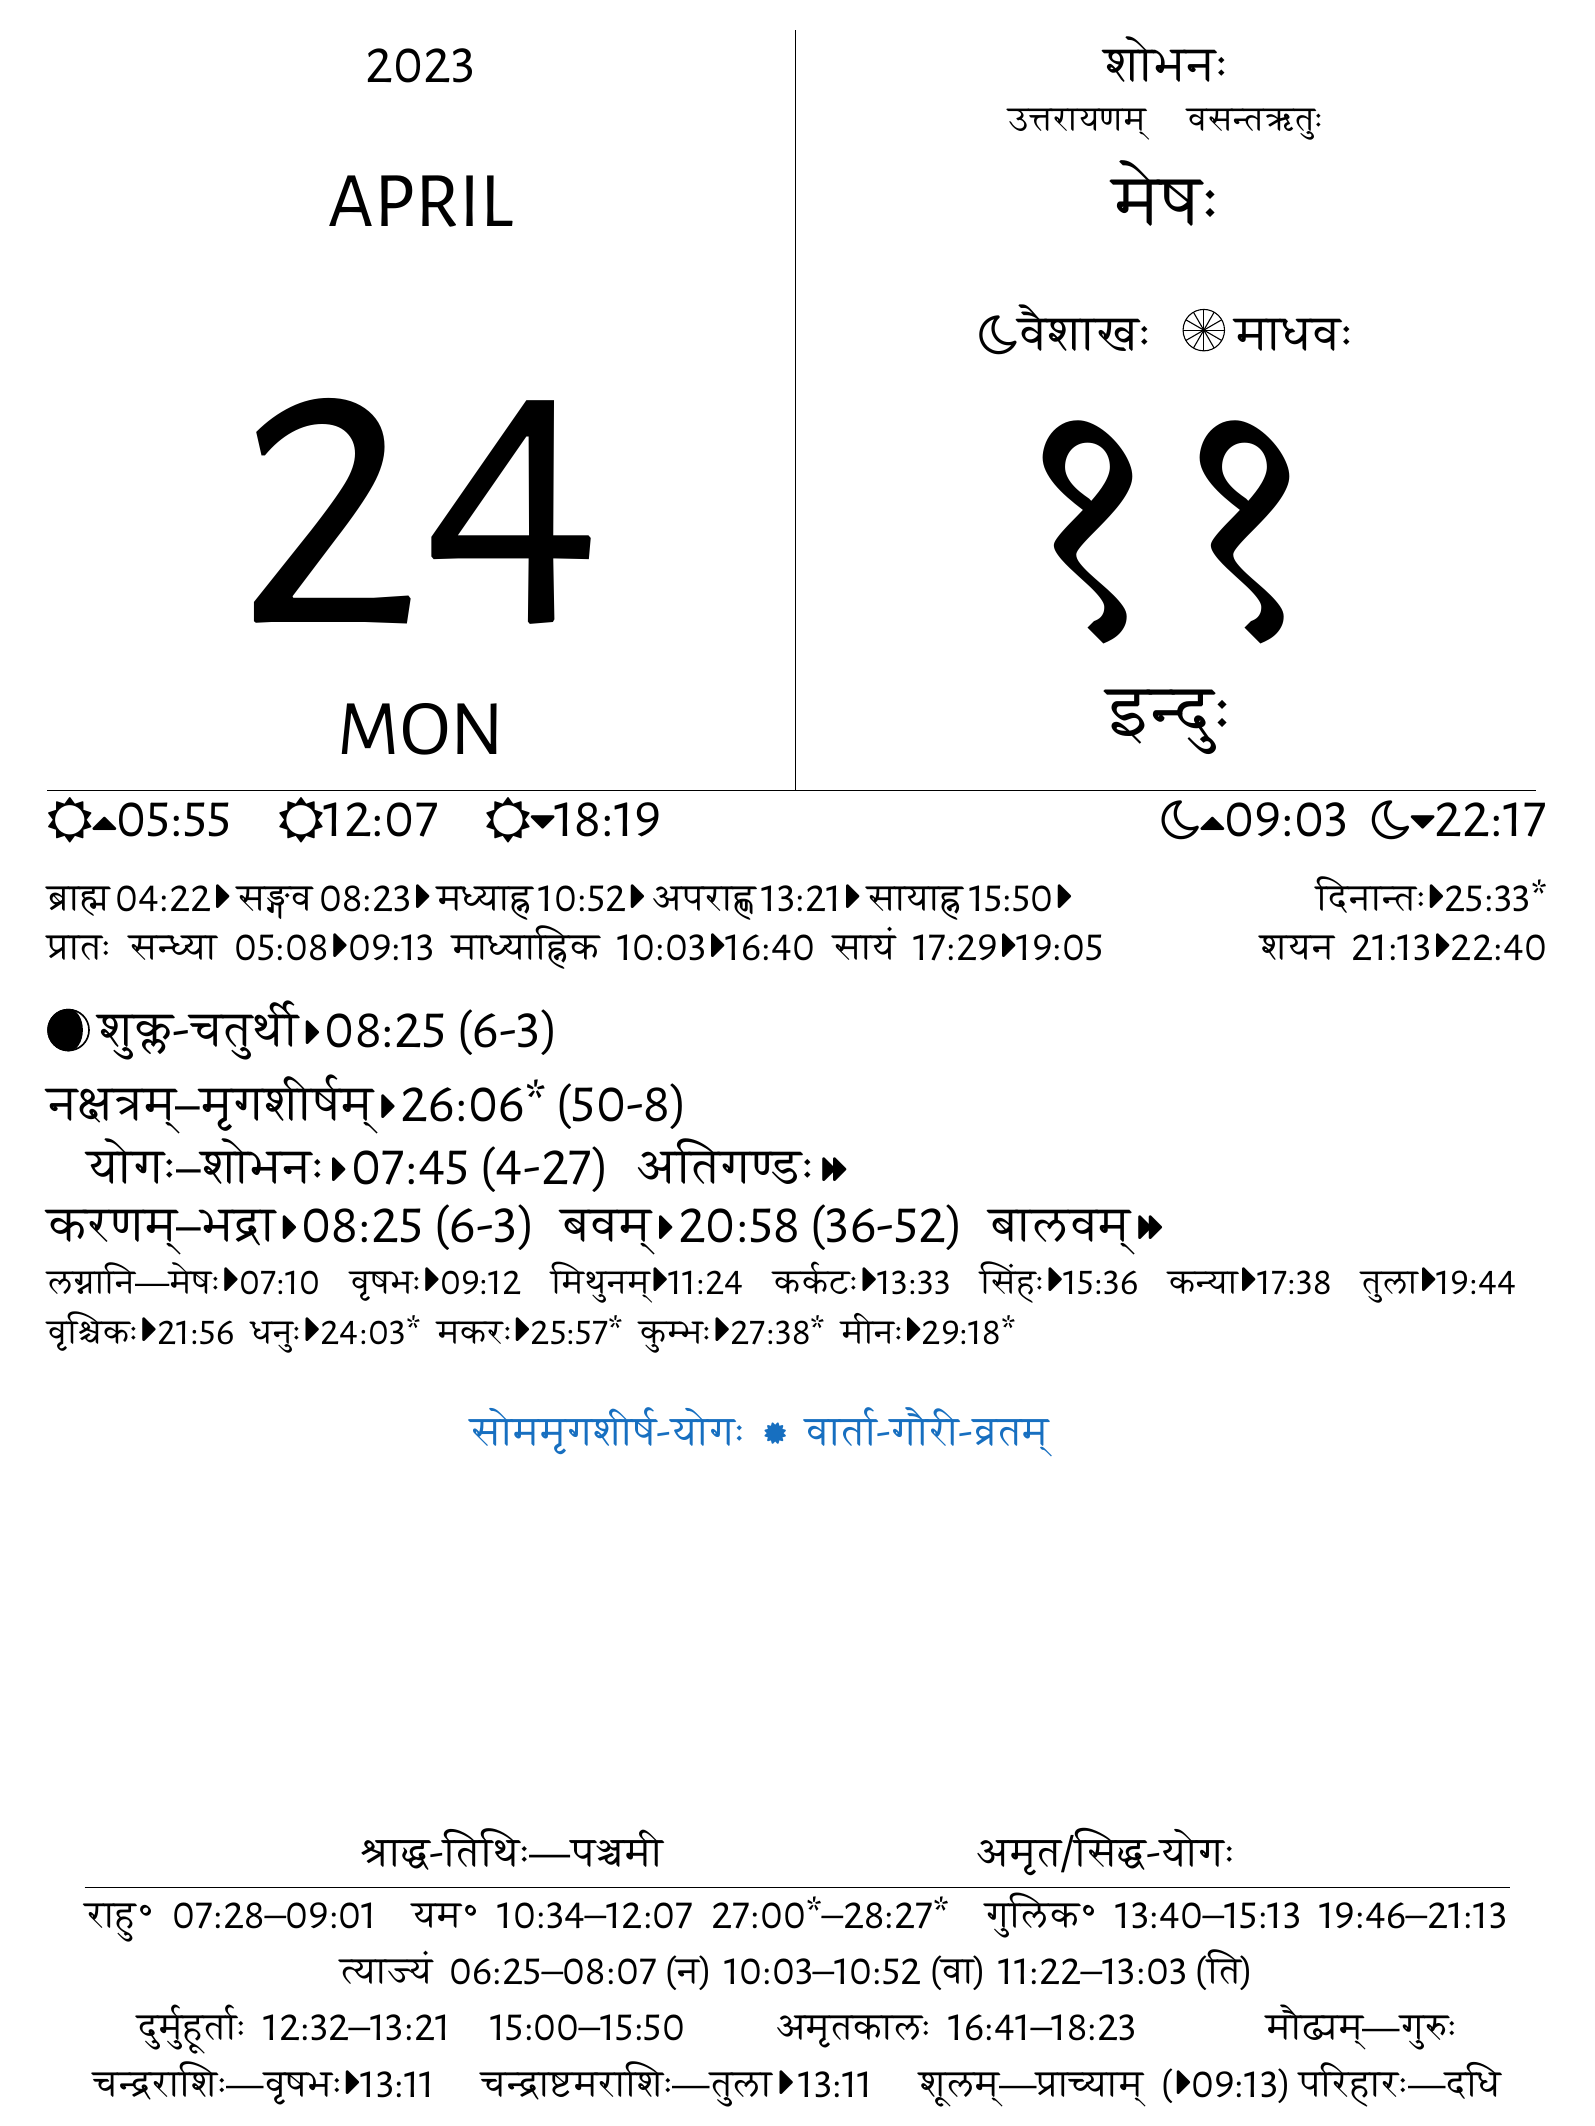 2023
APRIL
24
MON
शोभनः
उत्तरायणम् वसन्तऋतुः
मेषः
वैशाखः माधवः
११
इन्दुः
05:55 12:07 18:19 09:03 22:17
ब्राह्म 04:22 सङ्गव 08:23 मध्याह्न 10:52 अपराह्ण 13:21 सायाह्न 15:50 दिनान्तः 25:33*
प्रातः सन्ध्या 05:08 09:13 माध्याह्निक 10:03 16:40 सायं 17:29 19:05 शयन 21:13 22:40
शुक्ल-चतुर्थी 08:25 (6-3)
नक्षत्रम्–मृगशीर्षम् 26:06* (50-8)
योगः–शोभनः 07:45 (4-27) अतिगण्डः
करणम्–भद्रा 08:25 (6-3) बवम् 20:58 (36-52) बालवम्
लग्नानि—मेषः 07:10 वृषभः 09:12 मिथुनम् 11:24 कर्कटः 13:33 सिंहः 15:36 कन्या 17:38 तुला 19:44
वृश्चिकः 21:56 धनुः 24:03* मकरः 25:57* कुम्भः 27:38* मीनः 29:18*
सोममृगशीर्ष-योगः ✹ वार्ता-गौरी-व्रतम्
श्राद्ध-तिथिः—पञ्चमी अमृत/सिद्ध-योगः
राहु॰ 07:28–09:01 यम॰ 10:34–12:07 27:00*–28:27* गुलिक॰ 13:40–15:13 19:46–21:13
त्याज्यं 06:25–08:07 (न) 10:03–10:52 (वा) 11:22–13:03 (ति)
दुर्मुहूर्ताः 12:32–13:21 15:00–15:50 अमृतकालः 16:41–18:23 मौढ्यम्—गुरुः
चन्द्रराशिः—वृषभः 13:11 चन्द्राष्टमराशिः—तुला 13:11 शूलम्—प्राच्याम् ( 09:13) परिहारः—दधि